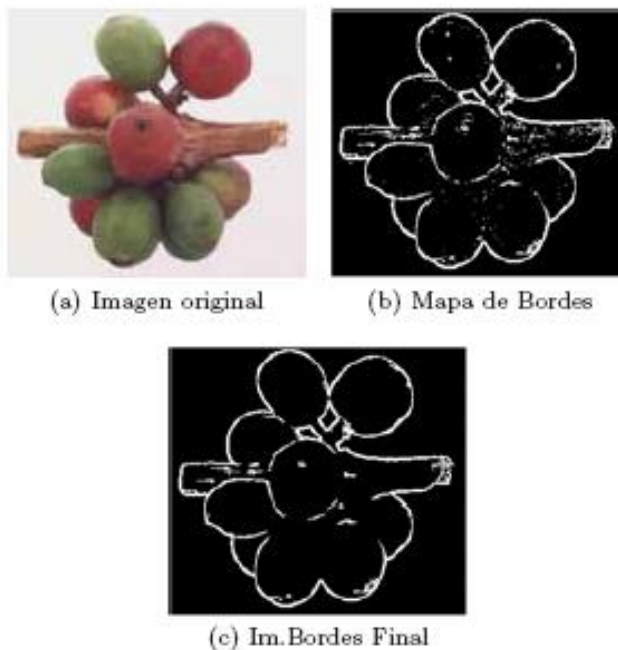 (a) Imagen original
(b) Mapa de Bordes
(c) Im.Bordes Final